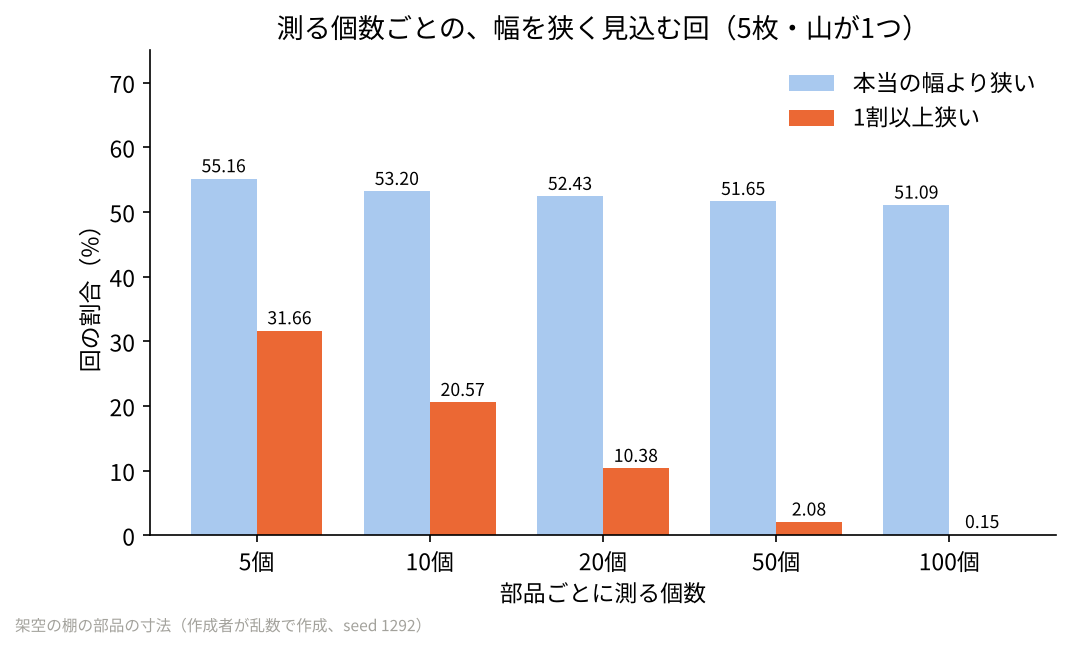 測る個数ごとの、幅を狭く見込む回（5枚・山が1つ）
本当の幅より狭い
1割以上狭い
回の割合（%）
70
60
50
40
30
20
10
0
55.16
31.66
53.20
20.57
52.43
10.38
51.65
2.08
51.09
0.15
5個
10個
20個
50個
100個
部品ごとに測る個数
架空の棚の部品の寸法（作成者が乱数で作成、seed 1292）